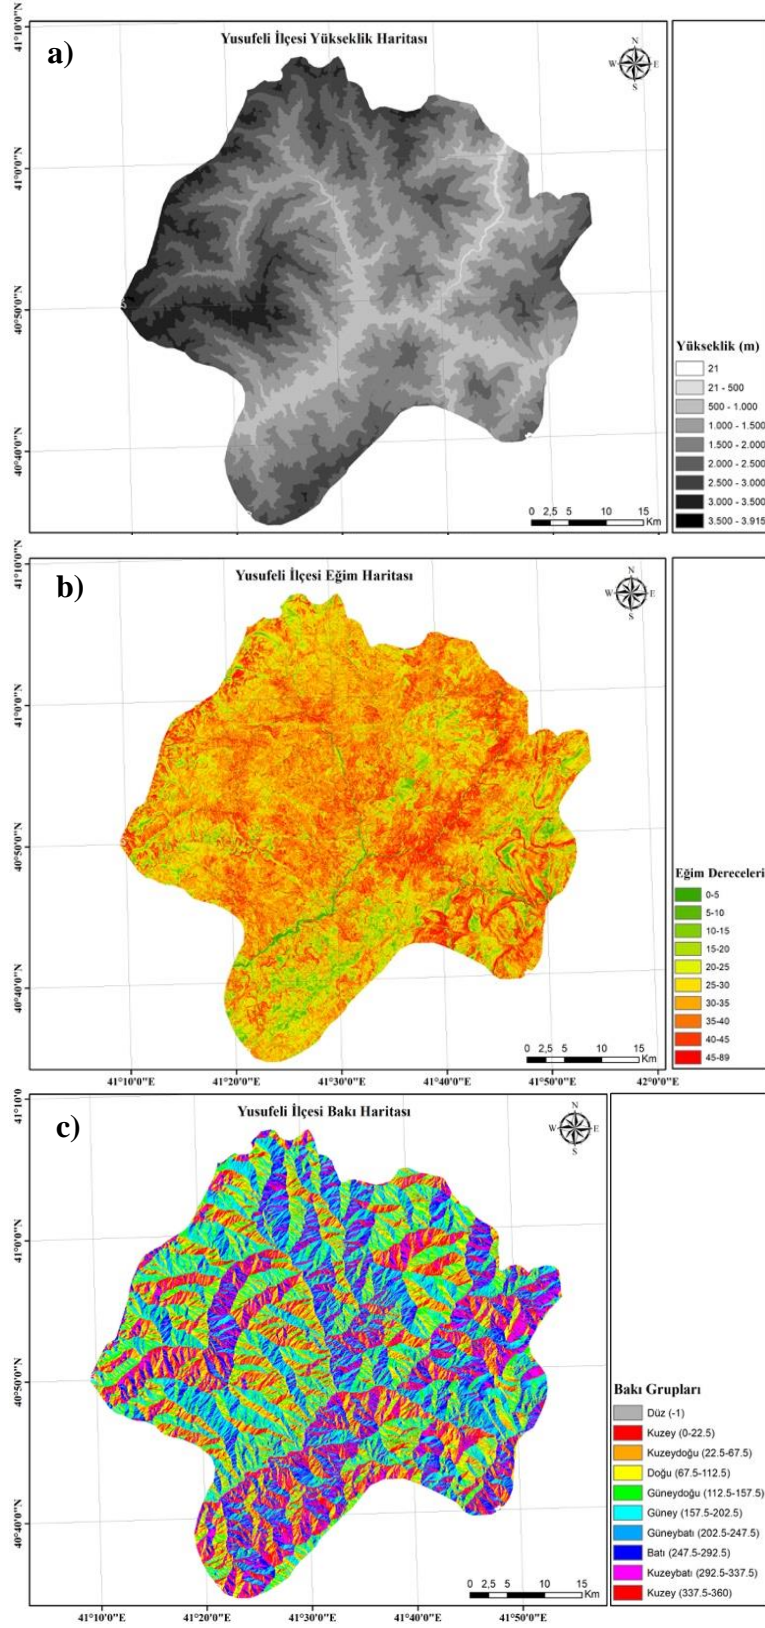 a)
Yusufeli İlçesi Yükseklik Haritası
N
W E
S
41°10'0"N
41°0'0"N
40°50'0"N
40°40'0"N
Yükseklik (m)
21
21 - 500
500 - 1.000
1.000 - 1.500
1.500 - 2.000
2.000 - 2.500
2.500 - 3.000
3.000 - 3.500
3.500 - 3.915
0 2,5 5 10 15
Km
b)
Yusufeli İlçesi Eğim Haritası
N
W E
S
41°10'0"N
41°0'0"N
40°50'0"N
40°40'0"N
Eğim Dereceleri
0-5
5-10
10-15
15-20
20-25
25-30
30-35
35-40
40-45
45-89
0 2,5 5 10 15
Km
41°10'0"E 41°20'0"E 41°30'0"E 41°40'0"E 41°50'0"E 42°0'0"E
c)
Yusufeli İlçesi Bakı Haritası
N
W E
S
41°10'0
41°0'0"N
40°50'0"N
40°40'0"N
Bakı Grupları
Düz (-1)
Kuzey (0-22.5)
Kuzeydoğu (22.5-67.5)
Doğu (67.5-112.5)
Güneydoğu (112.5-157.5)
Güney (157.5-202.5)
Güneybatı (202.5-247.5)
Batı (247.5-292.5)
Kuzeybatı (292.5-337.5)
Kuzey (337.5-360)
0 2,5 5 10 15
Km
41°10'0"E 41°20'0"E 41°30'0"E 41°40'0"E 41°50'0"E